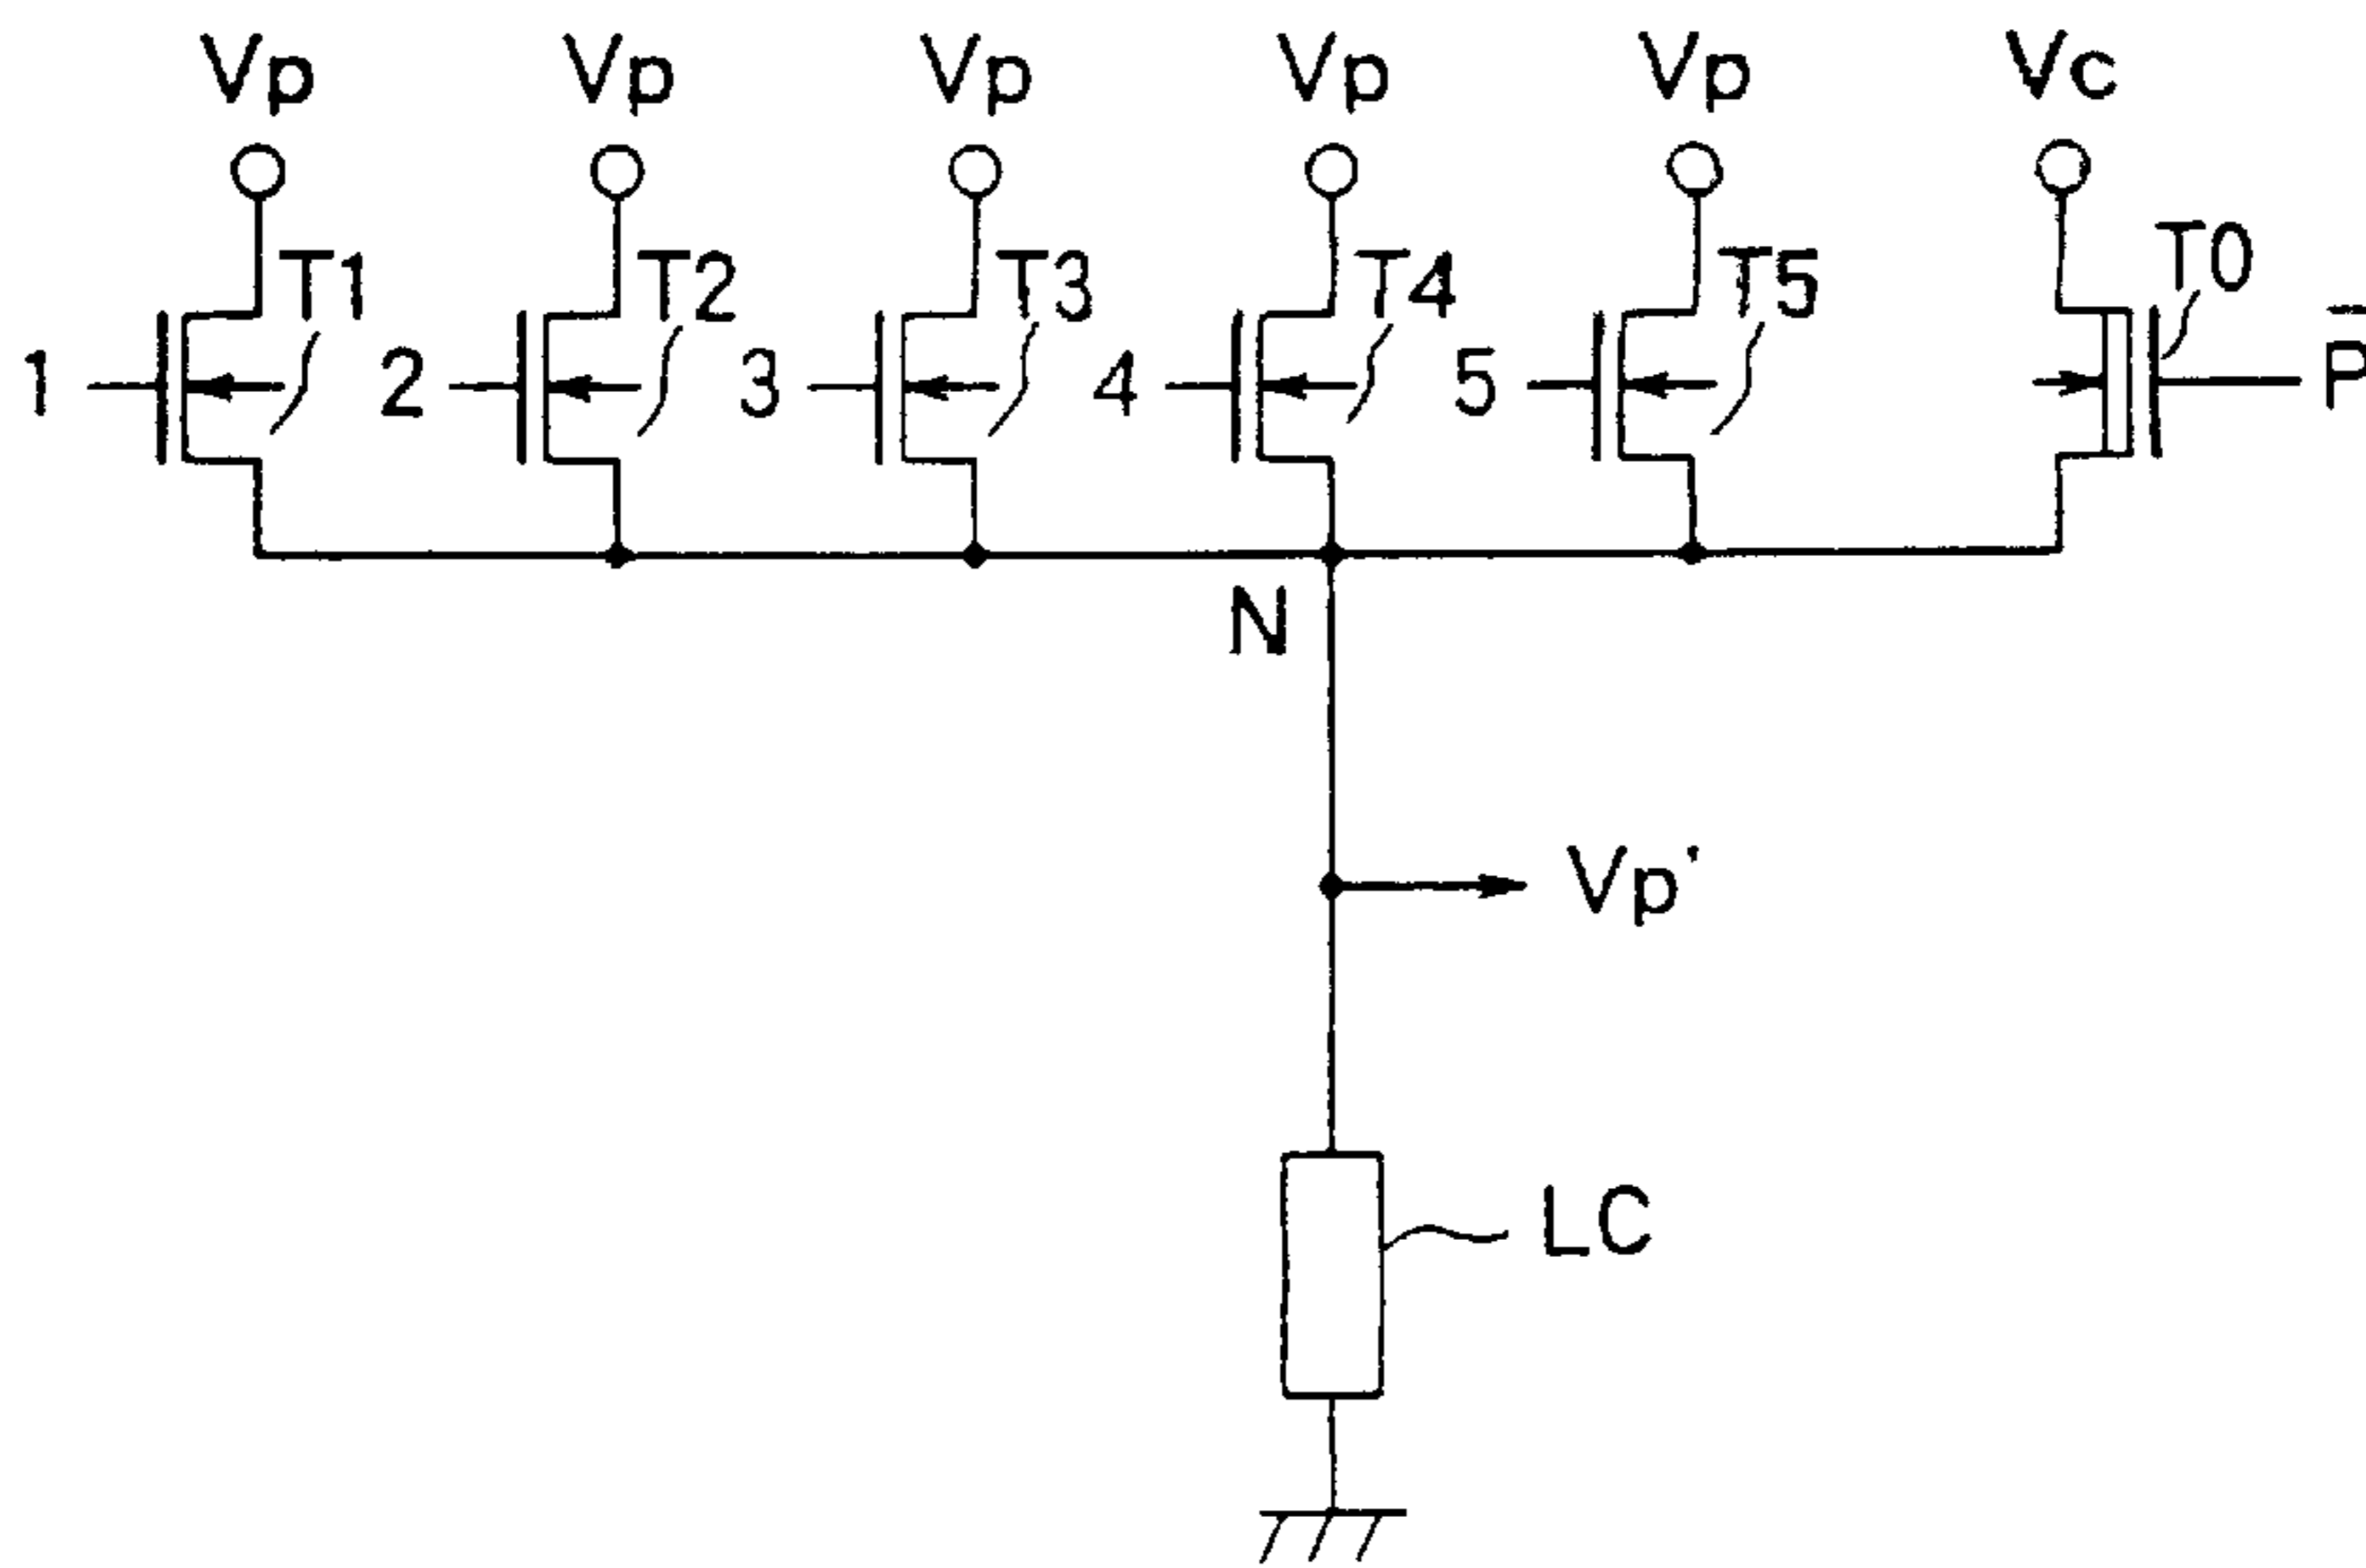 Vp Vp Vp Vp Vp Vc
T1 T2 T3 T4 T5 T0
1 2 3 4 5 P̅
N
Vp'
LC